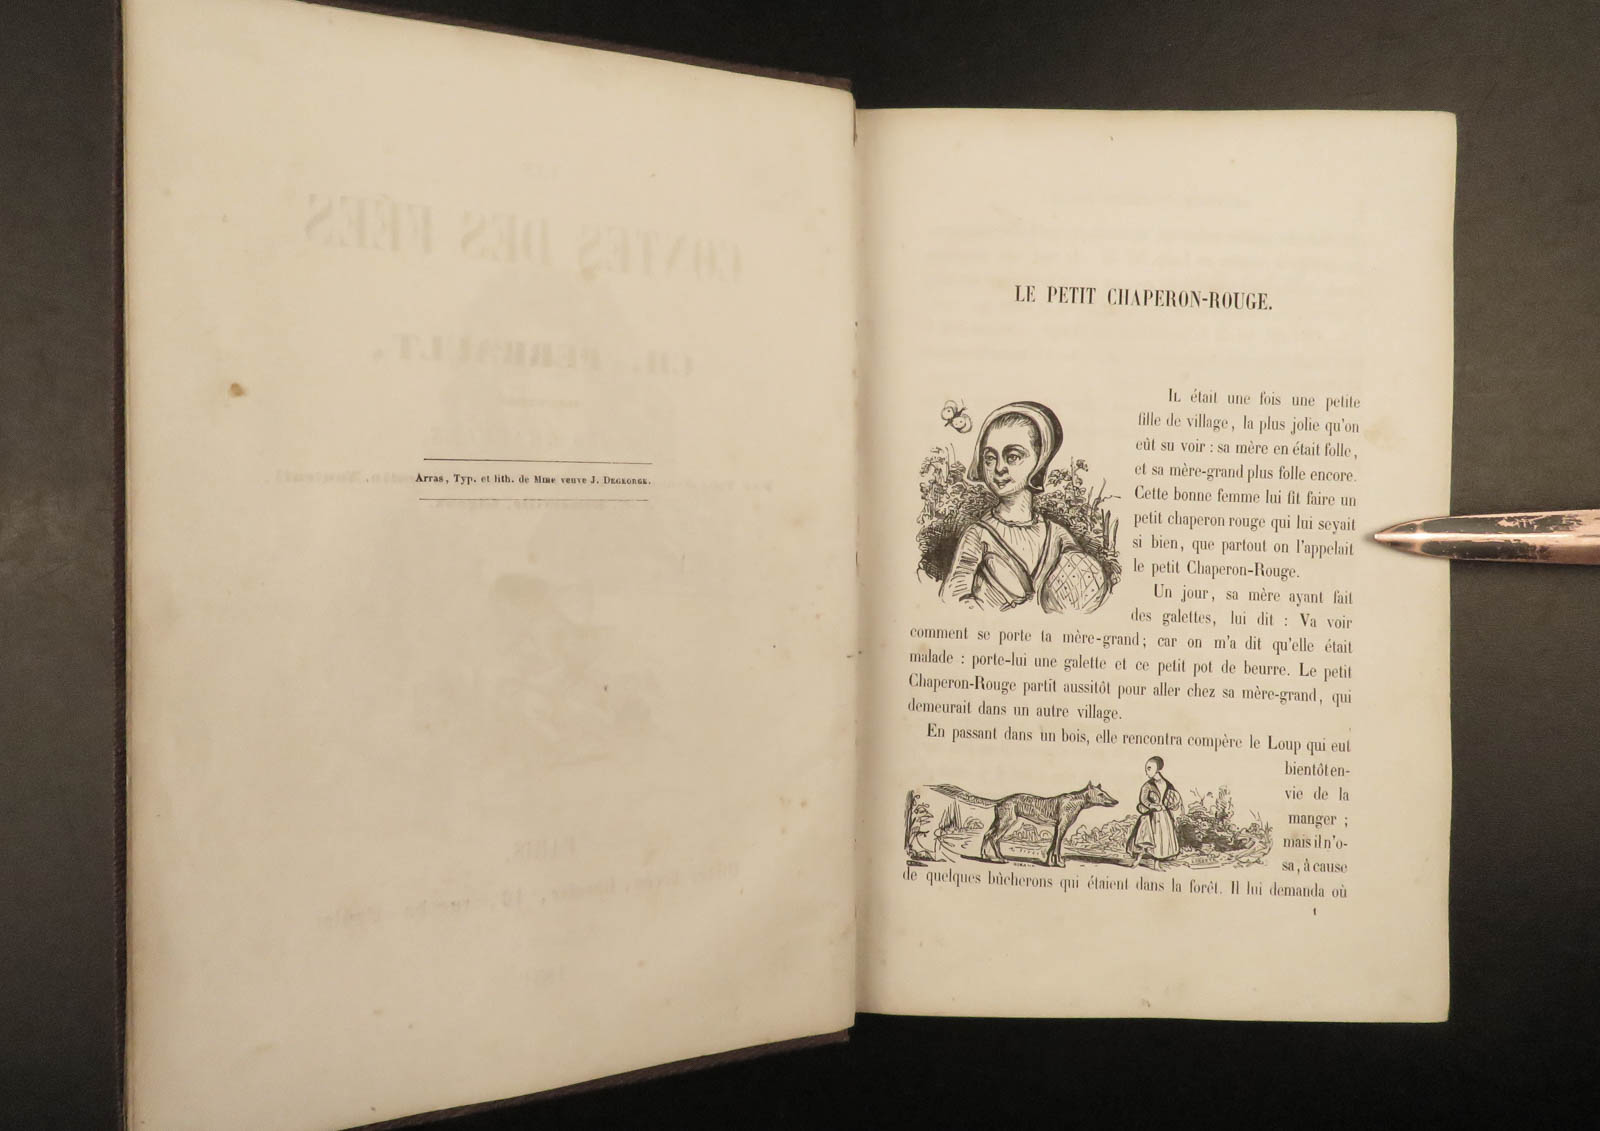 CONTES DES FÉES
CH. PERRAULT,
Arras, Typ. et lith. de Mme veuve J. DEGEORGE.
PARIS
LE PETIT CHAPERON-ROUGE.
IL était une fois une petite
fille de village, la plus jolie qu'on
eût su voir : sa mère en était folle,
et sa mère-grand plus folle encore.
Cette bonne femme lui fit faire un
petit chaperon rouge qui lui seyait
si bien, que partout on l'appelait
le petit Chaperon-Rouge.
Un jour, sa mère ayant fait
des galettes, lui dit : Va voir
comment se porte ta mère-grand; car on m'a dit qu'elle était
malade : porte-lui une galette et ce petit pot de beurre. Le petit
Chaperon-Rouge partit aussitôt pour aller chez sa mère-grand, qui
demeurait dans un autre village.
En passant dans un bois, elle rencontra compère le Loup qui eut
bientôt en-
vie de la
manger ;
mais il n'o-
sa, à cause
de quelques bûcherons qui étaient dans la forêt. Il lui demanda où
1